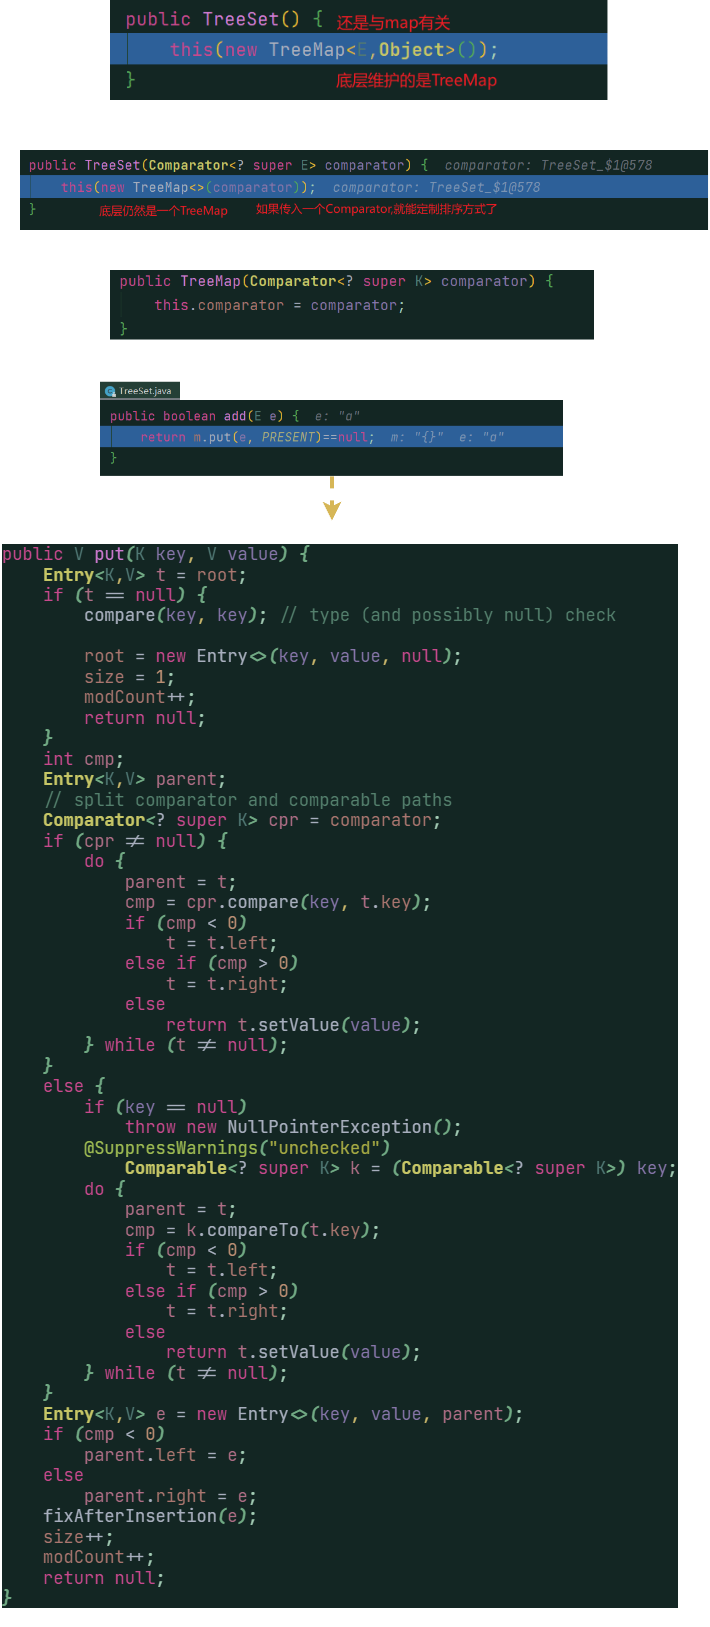 public TreeSet() { 还是与map有关
this(new TreeMap<E,Object>());
} 底层维护的是TreeMap
public TreeSet(Comparator<? super E> comparator) { comparator: TreeSet_$1@578
this(new TreeMap<>(comparator)); comparator: TreeSet_$1@578
} 底层仍然是一个TreeMap 如果传入一个Comparator,就能定制排序方式了
public TreeMap(Comparator<? super K> comparator) {
this.comparator = comparator;
}
TreeSet.java
public boolean add(E e) { e: "a"
return m.put(e, PRESENT)==null; m: "{}" e: "a"
}
public V put(K key, V value) {
Entry<K,V> t = root;
if (t == null) {
compare(key, key); // type (and possibly null) check
root = new Entry<>(key, value, null);
size = 1;
modCount++;
return null;
}
int cmp;
Entry<K,V> parent;
// split comparator and comparable paths
Comparator<? super K> cpr = comparator;
if (cpr != null) {
do {
parent = t;
cmp = cpr.compare(key, t.key);
if (cmp < 0)
t = t.left;
else if (cmp > 0)
t = t.right;
else
return t.setValue(value);
} while (t != null);
}
else {
if (key == null)
throw new NullPointerException();
@SuppressWarnings("unchecked")
Comparable<? super K> k = (Comparable<? super K>) key;
do {
parent = t;
cmp = k.compareTo(t.key);
if (cmp < 0)
t = t.left;
else if (cmp > 0)
t = t.right;
else
return t.setValue(value);
} while (t != null);
}
Entry<K,V> e = new Entry<>(key, value, parent);
if (cmp < 0)
parent.left = e;
else
parent.right = e;
fixAfterInsertion(e);
size++;
modCount++;
return null;
}